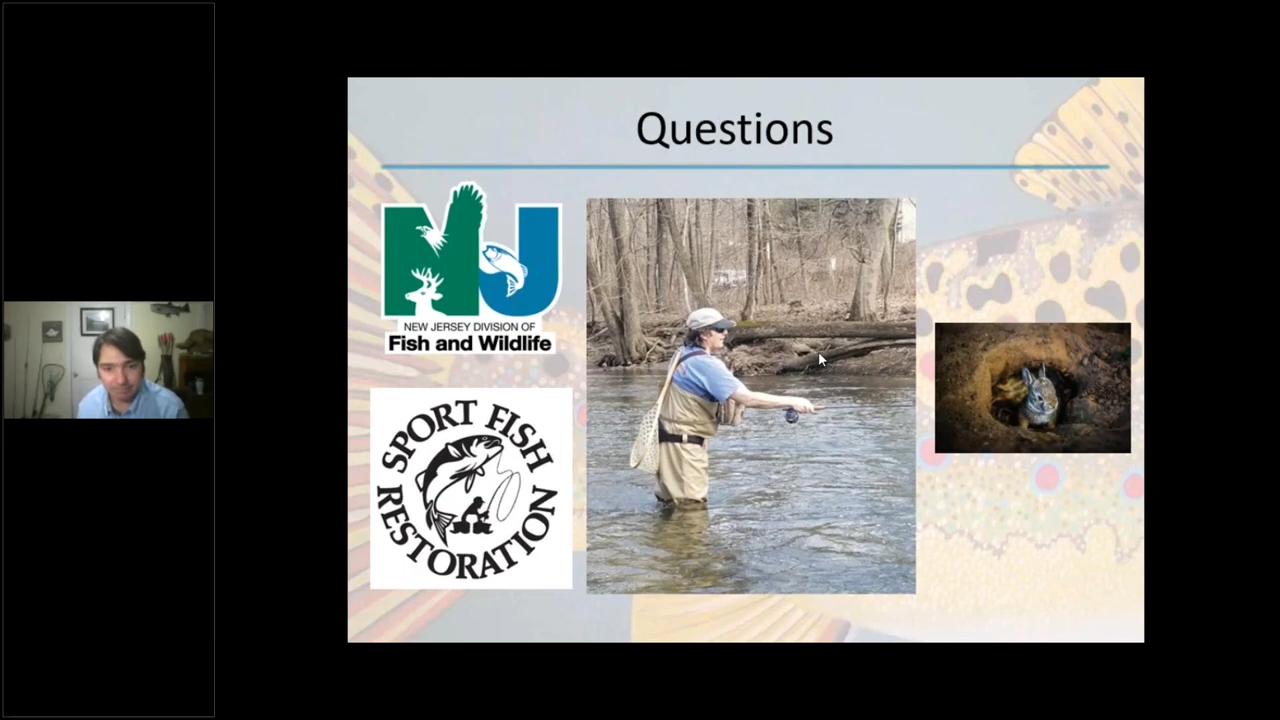 Questions
NJ
NEW JERSEY DIVISION OF
Fish and Wildlife
SPORT FISH
RESTORATION